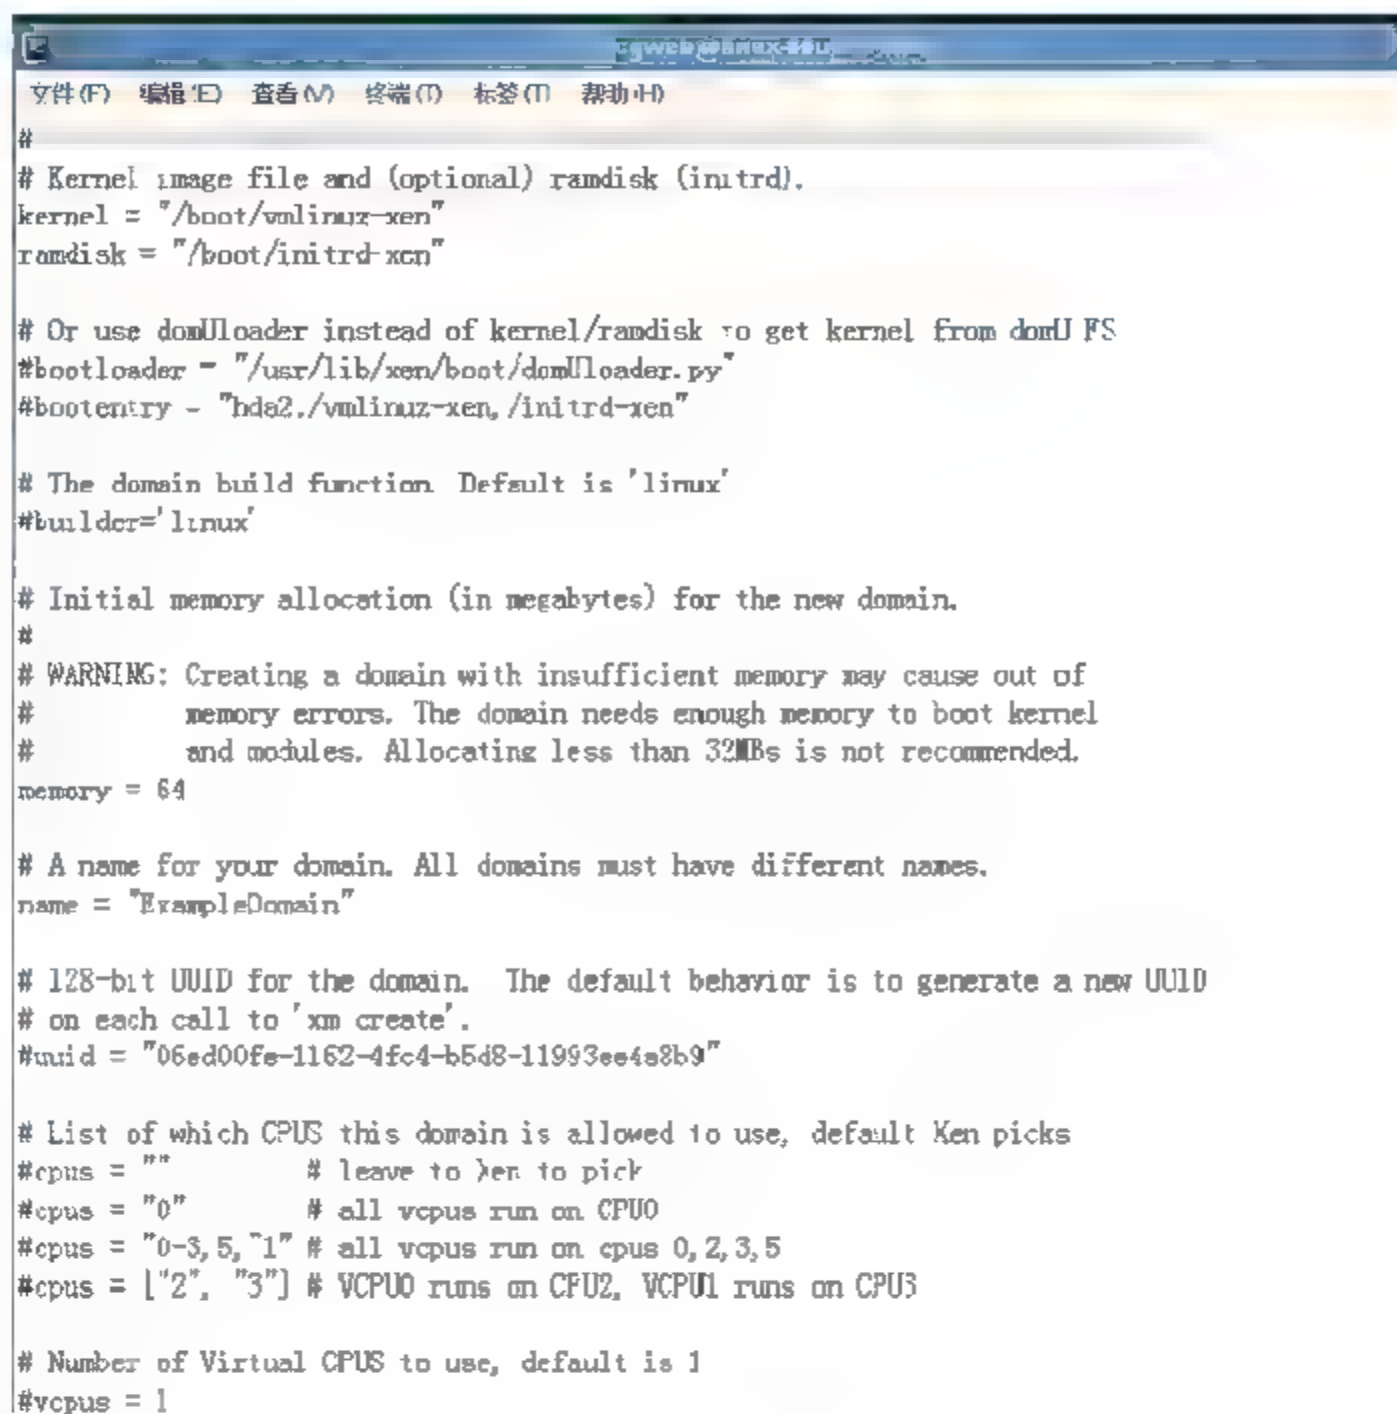 文件(F) 编辑(E) 查看(V) 终端(T) 标签(T) 帮助(H)
#
# Kernel image file and (optional) ramdisk (initrd).
kernel = "/boot/vmlinuz-xen"
ramdisk = "/boot/initrd-xen"
# Or use domUloader instead of kernel/ramdisk to get kernel from domU FS
#bootloader = "/usr/lib/xen/boot/domUloader.py"
#bootentry = "hda2,/vmlinuz-xen,/initrd-xen"
# The domain build function. Default is 'linux'
#builder='linux'
# Initial memory allocation (in megabytes) for the new domain.
#
# WARNING: Creating a domain with insufficient memory may cause out of
#          memory errors. The domain needs enough memory to boot kernel
#          and modules. Allocating less than 32MBs is not recommended.
memory = 64
# A name for your domain. All domains must have different names.
name = "ExampleDomain"
# 128-bit UUID for the domain.  The default behavior is to generate a new UUID
# on each call to 'xm create'.
#uuid = "06ed00fe-1162-4fc4-b5d8-11993ee4a8b9"
# List of which CPUS this domain is allowed to use, default Xen picks
#cpus = ""         # leave to Xen to pick
#cpus = "0"        # all vcpus run on CPU0
#cpus = "0-3,5,^1" # all vcpus run on cpus 0,2,3,5
#cpus = ["2", "3"] # VCPU0 runs on CPU2, VCPU1 runs on CPU3
# Number of Virtual CPUS to use, default is 1
#vcpus = 1